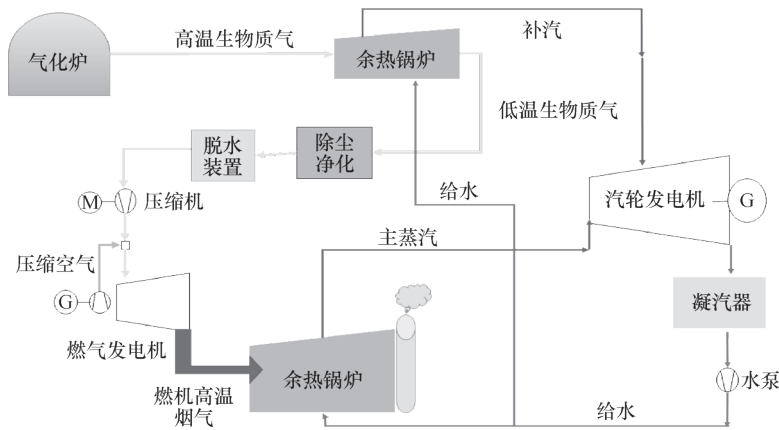 气化炉
高温生物质气
余热锅炉
补汽
低温生物质气
脱水
装置
除尘
净化
M
压缩机
给水
汽轮发电机
G
主蒸汽
压缩空气
G
燃气发电机
凝汽器
燃机高温
烟气
余热锅炉
水泵
给水